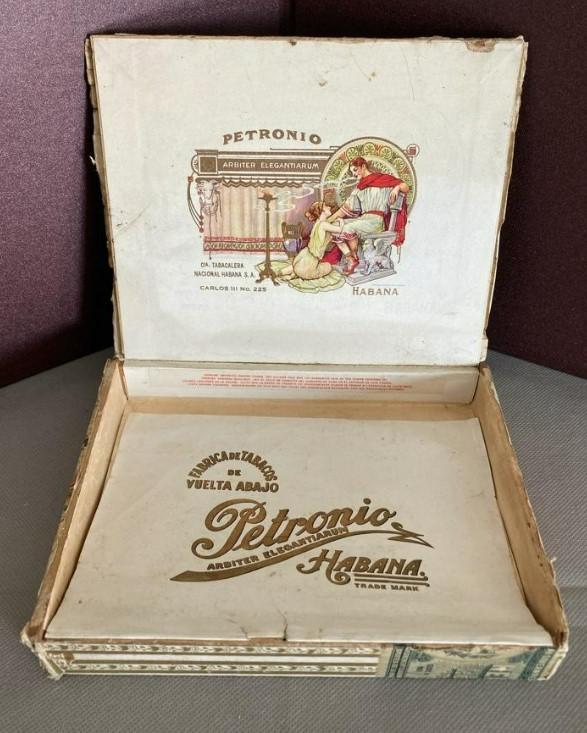 PETRONIO
ARBITER ELEGANTIARUM
CIA. TABACALERA
NACIONAL HABANA S. A.
CARLOS III No. 225
HABANA
FABRICA DE TABACOS
DE
VUELTA ABAJO
Petronio
ARBITER ELEGANTIARUM
HABANA.
TRADE MARK